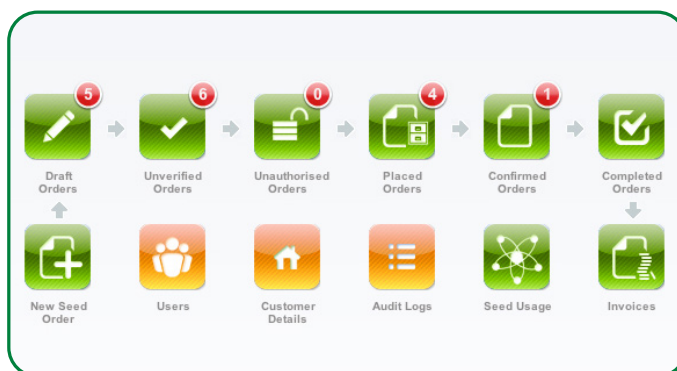 5 6 0 4 1
Draft Unverified Unauthorised Placed Confirmed Completed
Orders Orders Orders Orders Orders Orders
New Seed Users Customer Audit Logs Seed Usage Invoices
Order Details